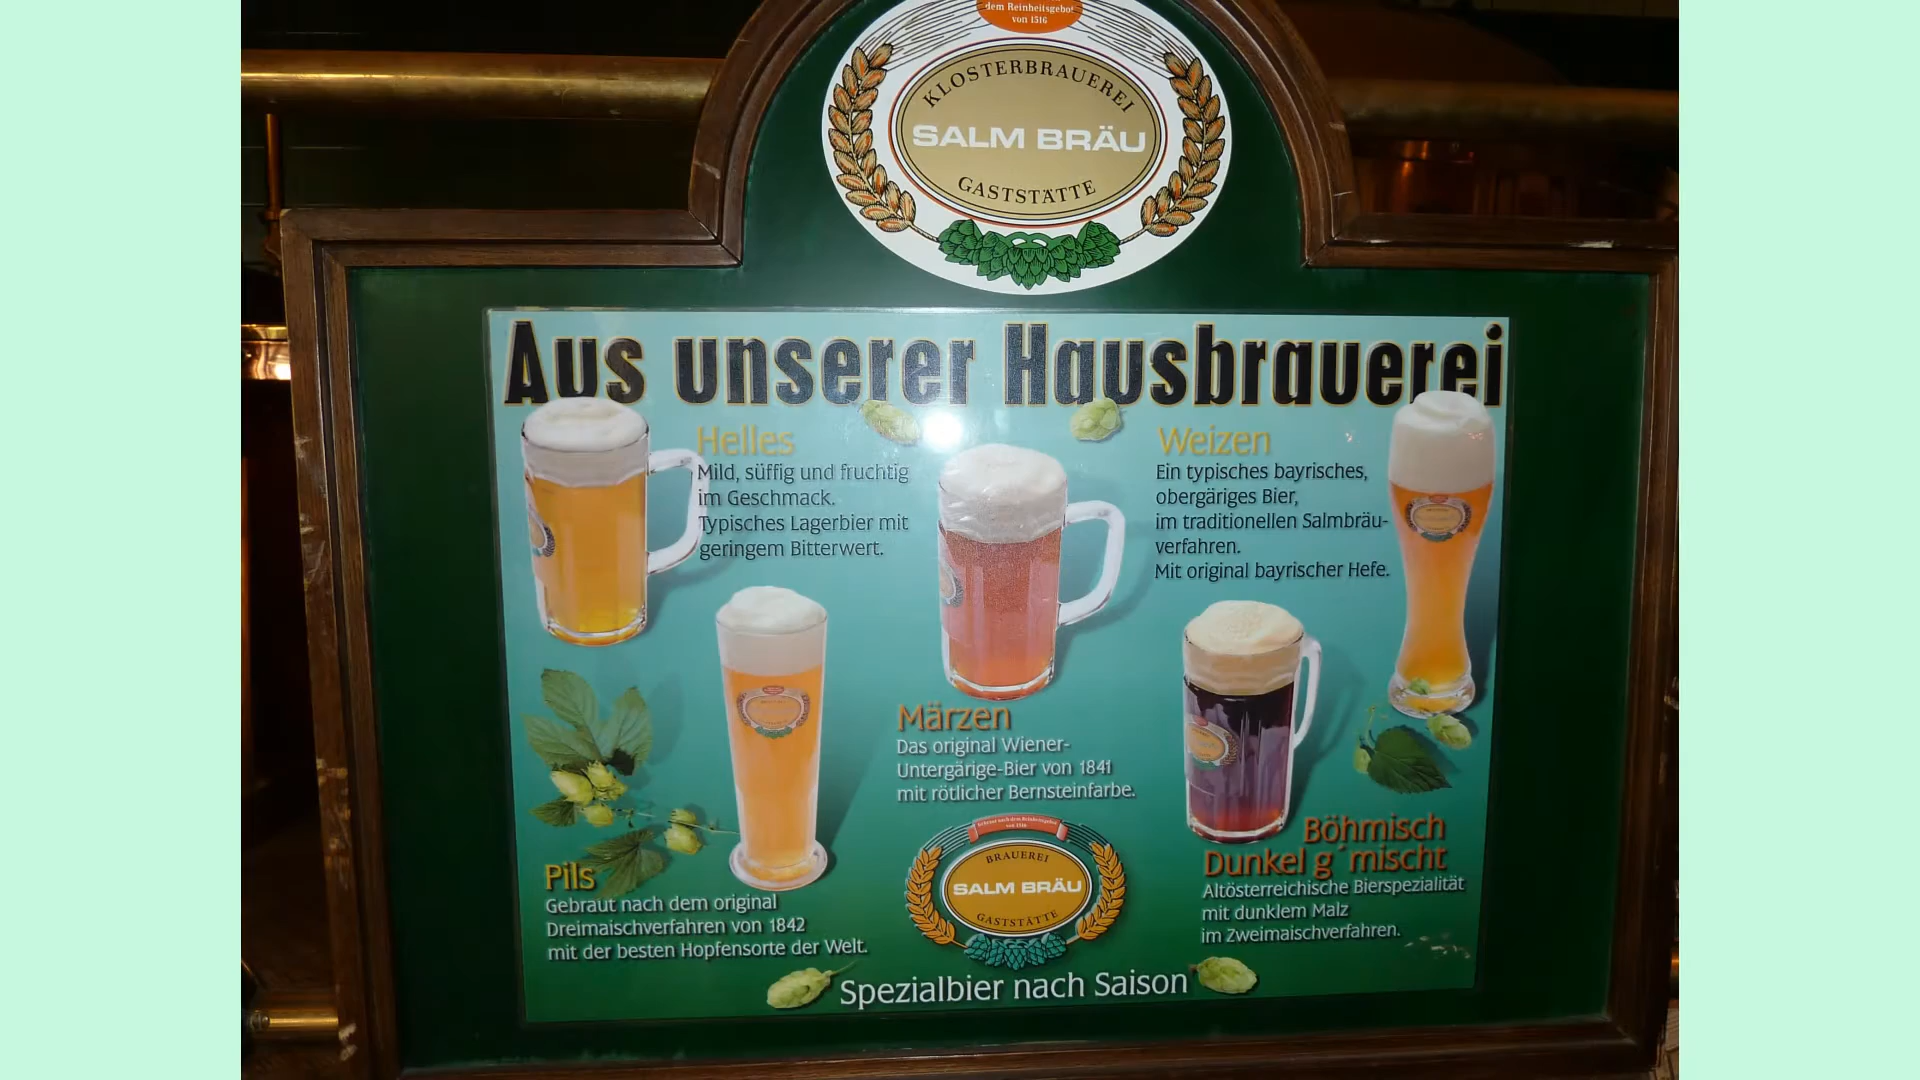 dem Reinheitsgebot
von 1516
KLOSTERBRAUEREI
SALM BRÄU
GASTSTÄTTE
Aus unserer Hausbrauerei
Helles
Mild, süffig und fruchtig
im Geschmack.
Typisches Lagerbier mit
geringem Bitterwert.
Weizen
Ein typisches bayrisches,
obergäriges Bier,
im traditionellen Salmbräu-
verfahren.
Mit original bayrischer Hefe.
Märzen
Das original Wiener-
Untergärige-Bier von 1841
mit rötlicher Bernsteinfarbe.
Pils
Gebraut nach dem original
Dreimaischverfahren von 1842
mit der besten Hopfensorte der Welt.
Böhmisch
Dunkel g´mischt
Altösterreichische Bierspezialität
mit dunklem Malz
im Zweimaischverfahren.
BRAUEREI
SALM BRÄU
GASTSTÄTTE
Spezialbier nach Saison